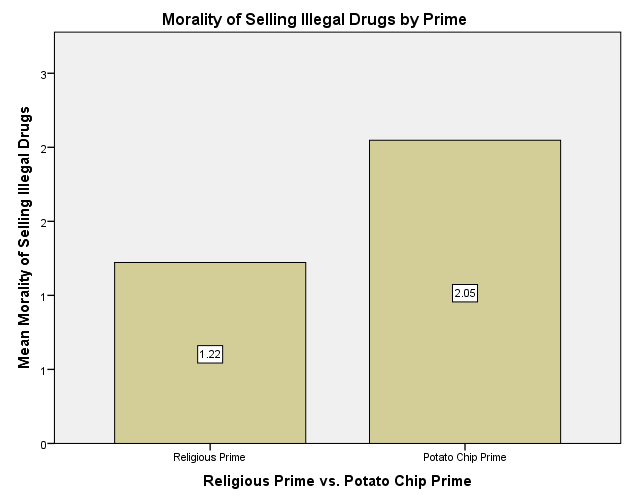 Morality of Selling Illegal Drugs by Prime
Mean Morality of Selling Illegal Drugs
3
2
2
1
1
0
1.22
2.05
Religious Prime
Potato Chip Prime
Religious Prime vs. Potato Chip Prime